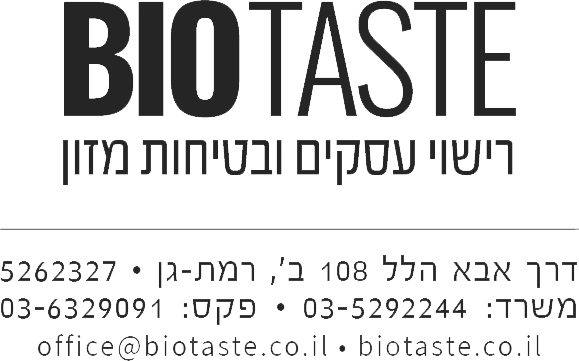 BIOTASTE
רישוי עסקים ובטיחות מזון
דרך אבא הלל 108 ב', רמת-גן • 5262327
משרד: 03-5292244 • פקס: 03-6329091
office@biotaste.co.il • biotaste.co.il